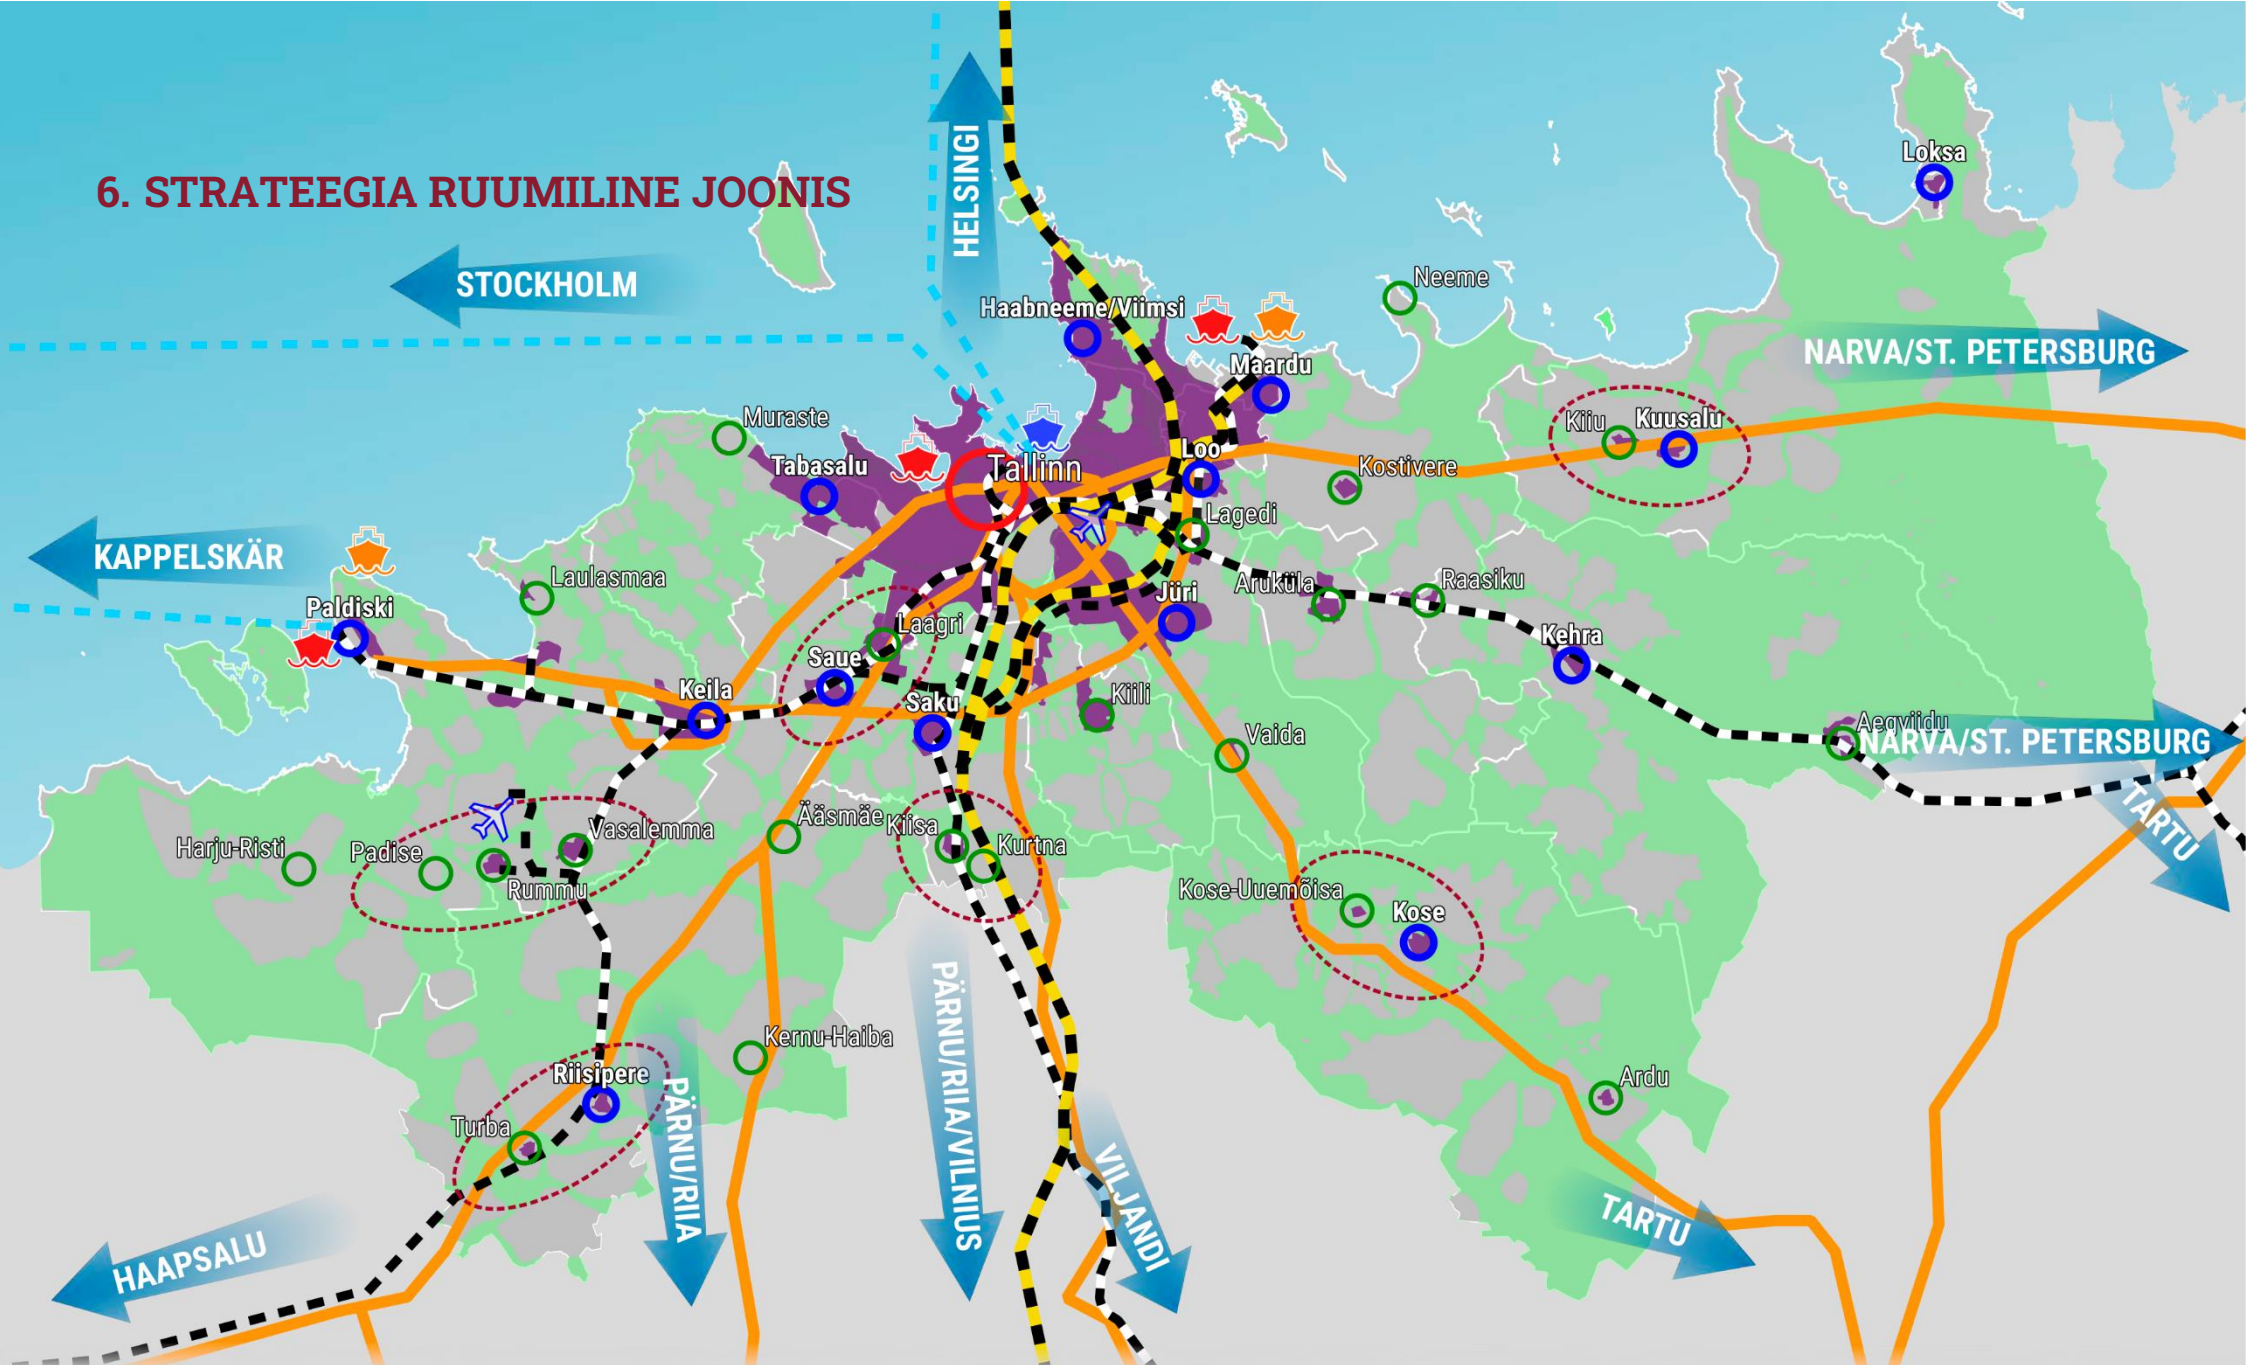 HELSINGI
Loksa
6. STRATEEGIA RUUMILINE JOONIS
STOCKHOLM
Neeme
Haabneeme/Viimsi
NARVA/ST. PETERSBURG
Maardu
Muraste
Kiiu
Kuusalu
Tabasalu
Tallinn
Loo
Kostivere
Lagedi
KAPPELSKÄR
Laulasmaa
Aruküla
Raasiku
Jüri
Paldiski
Laagri
Kehra
Saue
Keila
Saku
Kiili
Aegviidu
NARVA/ST. PETERSBURG
Vaida
TARTU
Ääsmäe
Kiisa
Vasalemma
Harju-Risti
Padise
Kurtna
Rummu
Kose-Uuemõisa
Kose
PÄRNU/RIIA/VILNIUS
Kernu-Haiba
Riisipere
PÄRNU/RIIA
Ardu
Turba
VILJANDI
TARTU
HAAPSALU